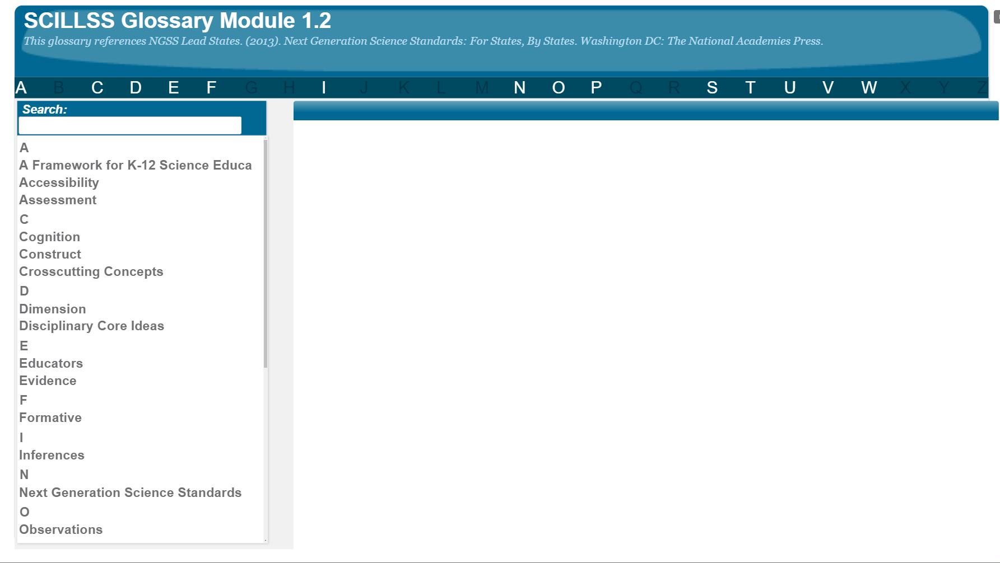 SCILLSS Glossary Module 1.2
This glossary references NGSS Lead States. (2013). Next Generation Science Standards: For States, By States. Washington DC: The National Academies Press.
A B C D E F G H I J K L M N O P Q R S T U V W X Y Z
Search:
A
A Framework for K-12 Science Educa
Accessibility
Assessment
C
Cognition
Construct
Crosscutting Concepts
D
Dimension
Disciplinary Core Ideas
E
Educators
Evidence
F
Formative
I
Inferences
N
Next Generation Science Standards
O
Observations